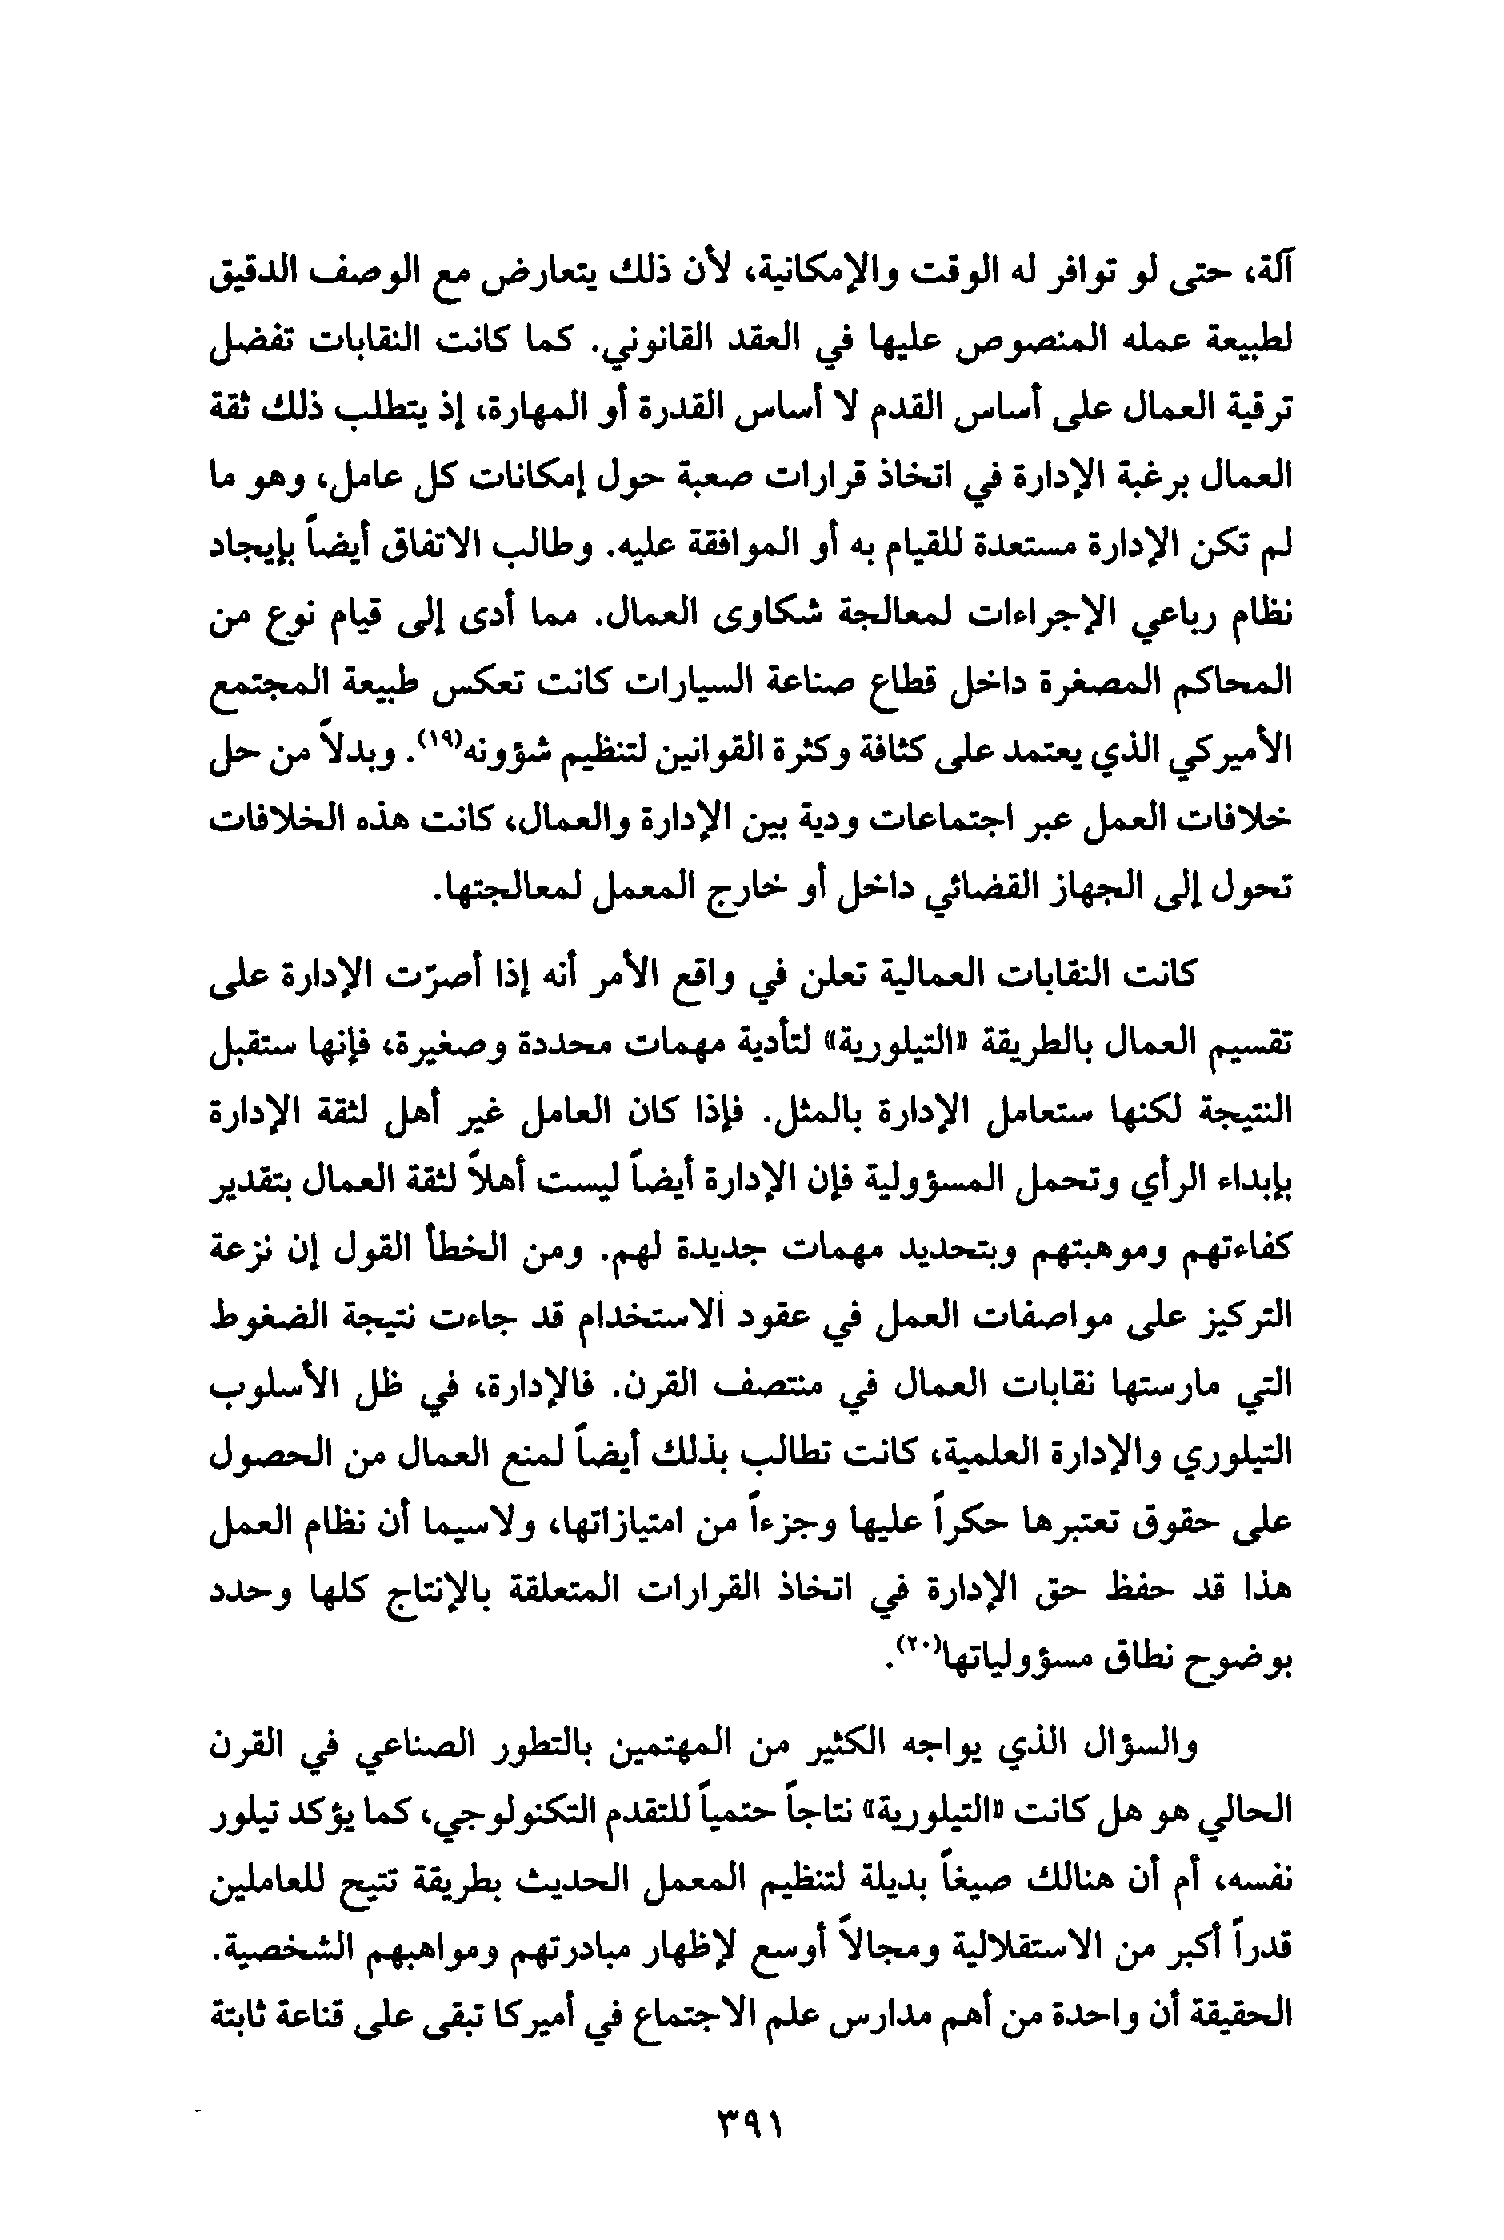 آلة، حتى لو توافر له الوقت والإمكانية، لأن ذلك يتعارض مع الوصف الدقيق
لطبيعة عمله المنصوص عليها في العقد القانوني. كما كانت النقابات تفضل
ترقية العمال على أساس القدم لا أساس القدرة أو المهارة، إذ يتطلب ذلك ثقة
العمال برغبة الإدارة في اتخاذ قرارات صعبة حول إمكانات كل عامل، وهو ما
لم تكن الإدارة مستعدة للقيام به أو الموافقة عليه. وطالب الاتفاق أيضاً بإيجاد
نظام رباعي الإجراءات لمعالجة شكاوى العمال. مما أدى إلى قيام نوع من
المحاكم المصغرة داخل قطاع صناعة السيارات كانت تعكس طبيعة المجتمع
الأميركي الذي يعتمد على كثافة وكثرة القوانين لتنظيم شؤونه(١٩). وبدلاً من حل
خلافات العمل عبر اجتماعات ودية بين الإدارة والعمال، كانت هذه الخلافات
تحول إلى الجهاز القضائي داخل أو خارج المعمل لمعالجتها.
كانت النقابات العمالية تعلن في واقع الأمر أنه إذا أصرّت الإدارة على
تقسيم العمال بالطريقة «التيلورية» لتأدية مهمات محددة وصغيرة، فإنها ستقبل
النتيجة لكنها ستعامل الإدارة بالمثل. فإذا كان العامل غير أهل لثقة الإدارة
بإبداء الرأي وتحمل المسؤولية فإن الإدارة أيضاً ليست أهلاً لثقة العمال بتقدير
كفاءتهم وموهبتهم وبتحديد مهمات جديدة لهم. ومن الخطأ القول إن نزعة
التركيز على مواصفات العمل في عقود الاستخدام قد جاءت نتيجة الضغوط
التي مارستها نقابات العمال في منتصف القرن. فالإدارة، في ظل الأسلوب
التيلوري والإدارة العلمية، كانت تطالب بذلك أيضاً لمنع العمال من الحصول
على حقوق تعتبرها حكراً عليها وجزءاً من امتيازاتها، ولاسيما أن نظام العمل
هذا قد حفظ حق الإدارة في اتخاذ القرارات المتعلقة بالإنتاج كلها وحدد
بوضوح نطاق مسؤولياتها(٢٠).
والسؤال الذي يواجه الكثير من المهتمين بالتطور الصناعي في القرن
الحالي هو هل كانت «التيلورية» نتاجاً حتمياً للتقدم التكنولوجي، كما يؤكد تيلور
نفسه، أم أن هنالك صيغاً بديلة لتنظيم المعمل الحديث بطريقة تتيح للعاملين
قدراً أكبر من الاستقلالية ومجالاً أوسع لإظهار مبادرتهم ومواهبهم الشخصية.
الحقيقة أن واحدة من أهم مدارس علم الاجتماع في أميركا تبقى على قناعة ثابتة
٣٩١